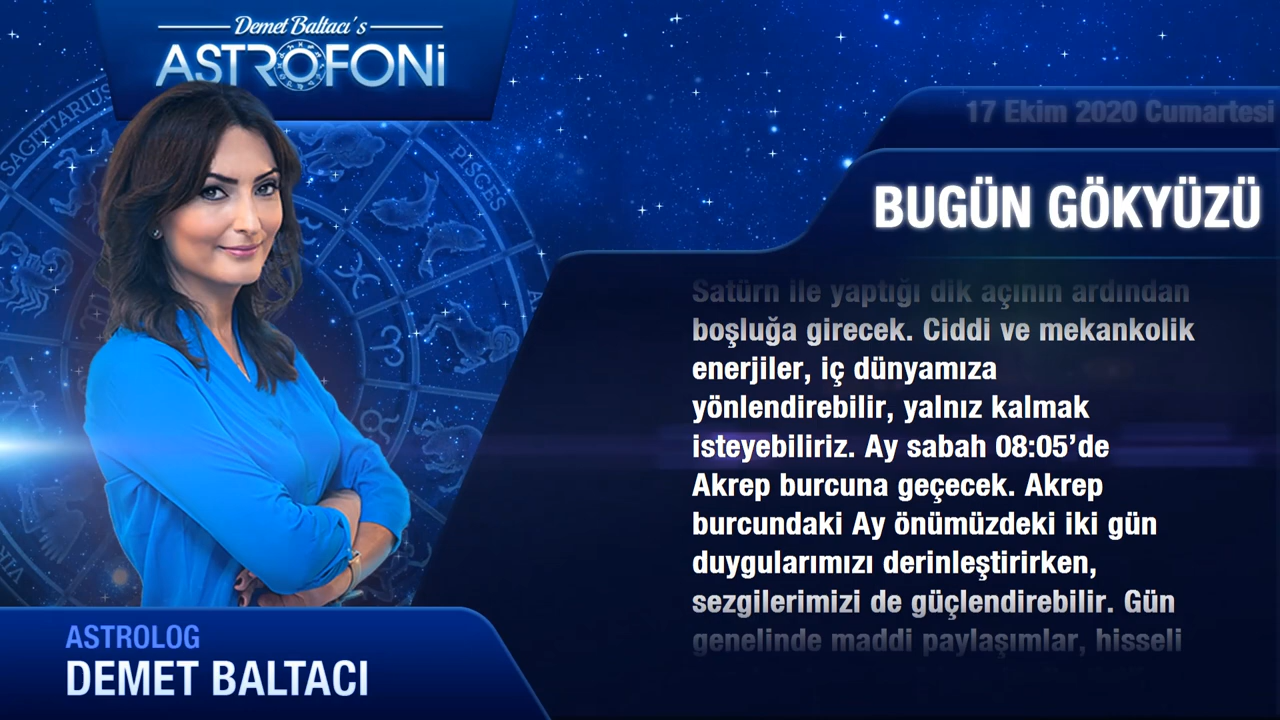 Demet Baltacı's
ASTROFONİ
SAGITTARIUS
PISCES
17 Ekim 2020 Cumartesi
BUGÜN GÖKYÜZÜ
Satürn ile yaptığı dik açının ardından
boşluğa girecek. Ciddi ve mekankolik
enerjiler, iç dünyamıza
yönlendirebilir, yalnız kalmak
isteyebiliriz. Ay sabah 08:05’de
Akrep burcuna geçecek. Akrep
burcundaki Ay önümüzdeki iki gün
duygularımızı derinleştirirken,
sezgilerimizi de güçlendirebilir. Gün
genelinde maddi paylaşımlar, hisseli
ASTROLOG
DEMET BALTACI